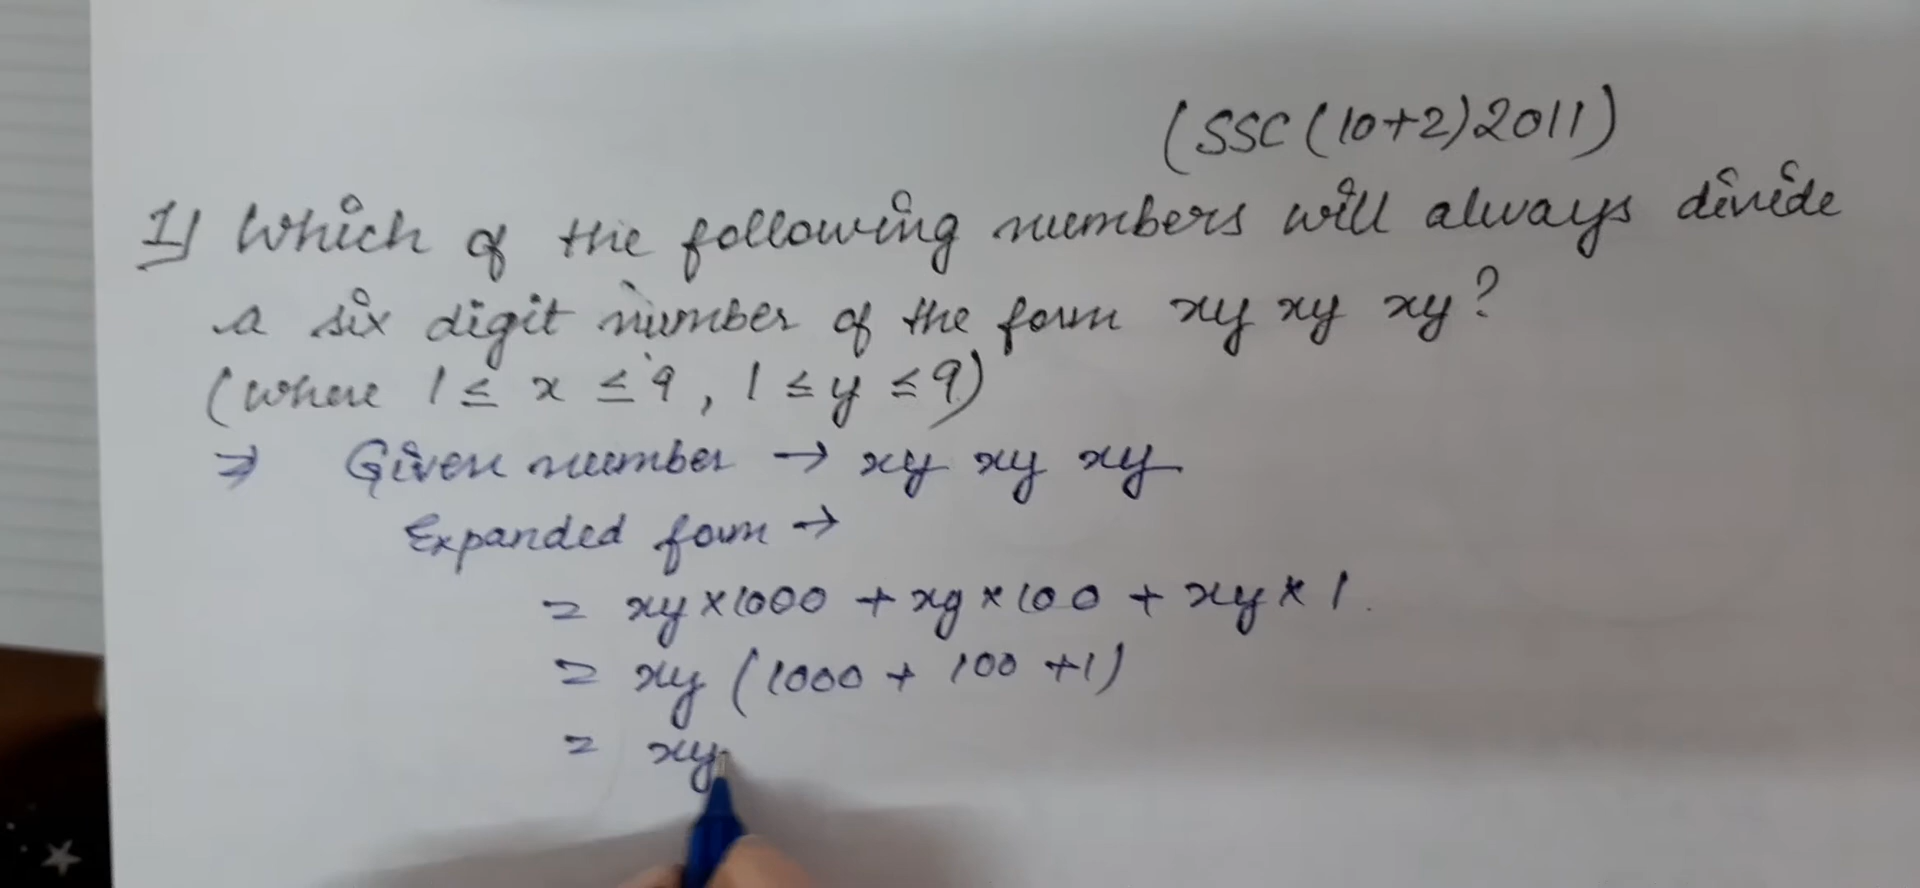 (SSC (10+2) 2011)
1) Which of the following numbers will always divide
a six digit number of the form xy xy xy?
(where 1 ≤ x ≤ 9, 1 ≤ y ≤ 9)
⇒ Given number → xy xy xy
Expanded form →
= xy × 1000 + xy × 100 + xy × 1.
= xy (1000 + 100 + 1)
= xy